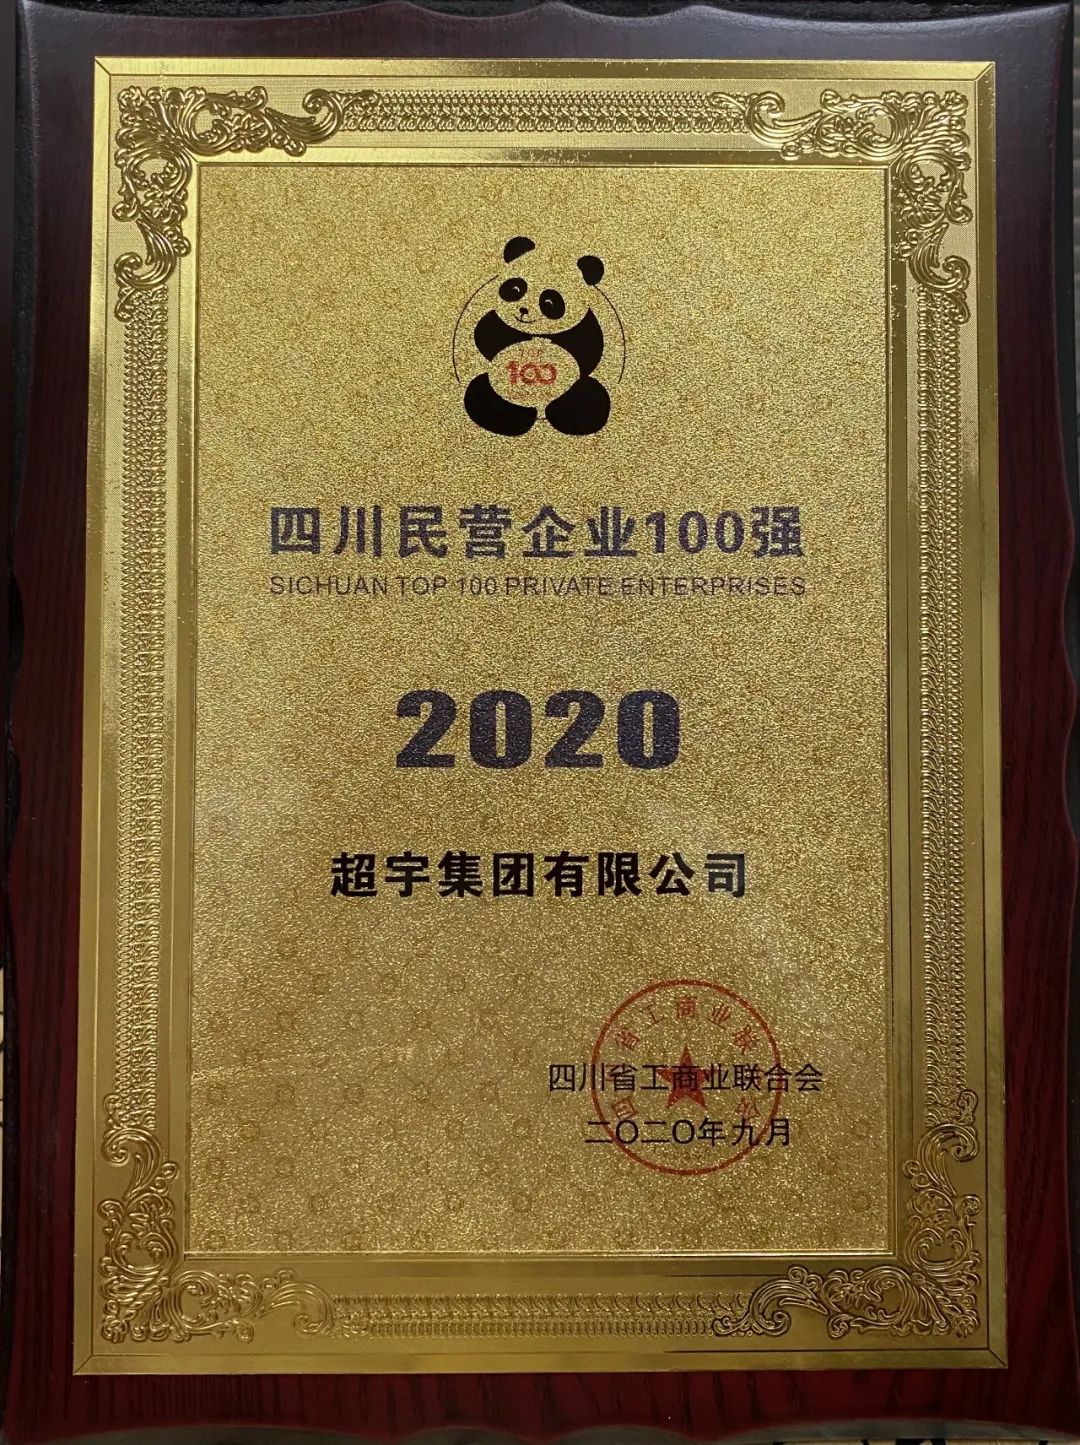 100
四川民营企业100强
SICHUAN TOP 100 PRIVATE ENTERPRISES
2020
超宇集团有限公司
四川省工商业联合会
二〇二〇年九月